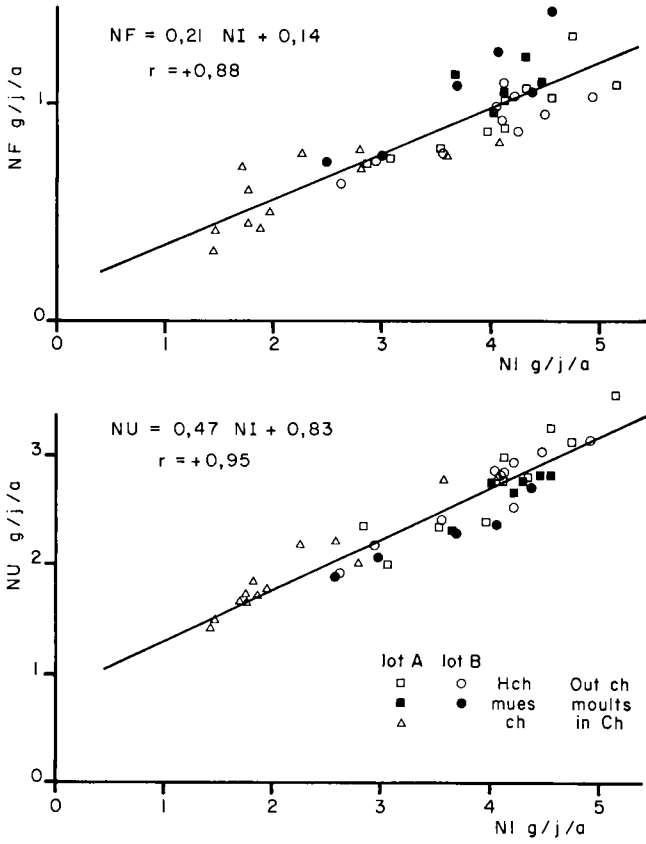 NF = 0,21 NI + 0,14
r = +0,88
NF g/j/a
1
0
0 1 2 3 4 5
NI g/j/a
NU = 0,47 NI + 0,83
r = +0,95
NU g/j/a
3
2
1
0
lot A lot B
Hch Out ch
mues moults
ch in Ch
0 1 2 3 4 5
NI g/j/a